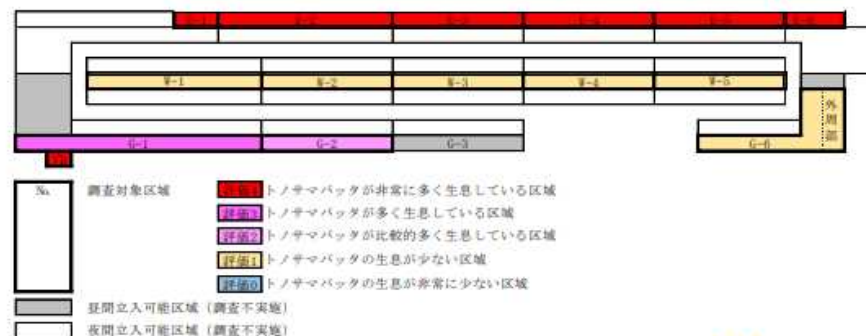 W-1 W-2 W-3 W-4 W-5
外周部
G-1 G-2 G-3 G-6
No. 調査対象区域
評価4 トノサマバッタが非常に多く生息している区域
評価3 トノサマバッタが多く生息している区域
評価2 トノサマバッタが比較的多く生息している区域
評価1 トノサマバッタの生息が少ない区域
評価0 トノサマバッタの生息が非常に少ない区域
昼間立入可能区域（調査不実施）
夜間立入可能区域（調査不実施）